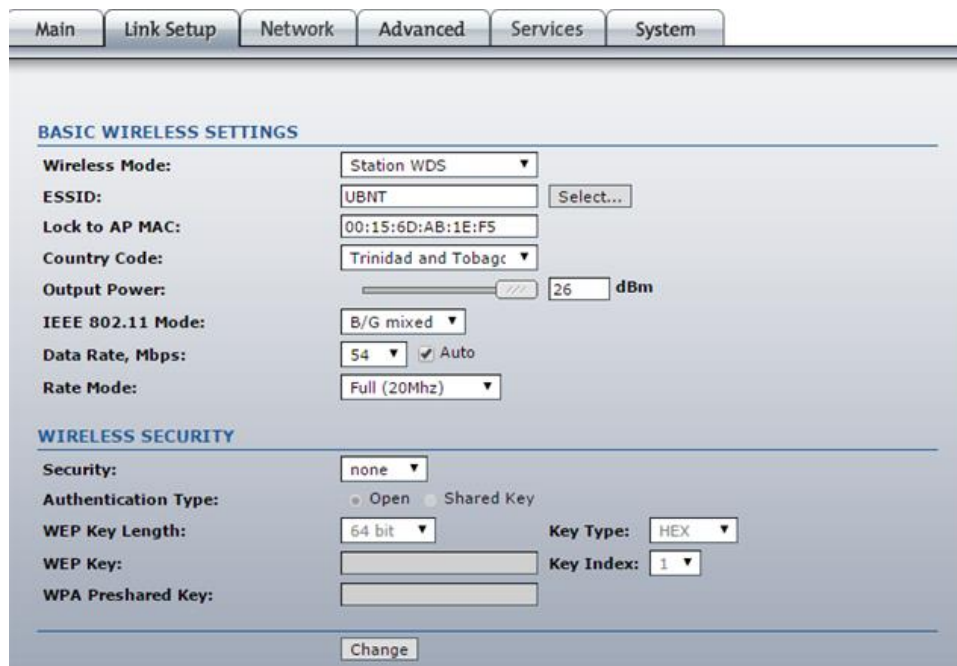 Main Link Setup Network Advanced Services System
BASIC WIRELESS SETTINGS
Wireless Mode: Station WDS
ESSID: UBNT Select...
Lock to AP MAC: 00:15:6D:AB:1E:F5
Country Code: Trinidad and Tobago
Output Power: 26 dBm
IEEE 802.11 Mode: B/G mixed
Data Rate, Mbps: 54 Auto
Rate Mode: Full (20Mhz)
WIRELESS SECURITY
Security: none
Authentication Type: Open Shared Key
WEP Key Length: 64 bit Key Type: HEX
WEP Key: Key Index: 1
WPA Preshared Key:
Change